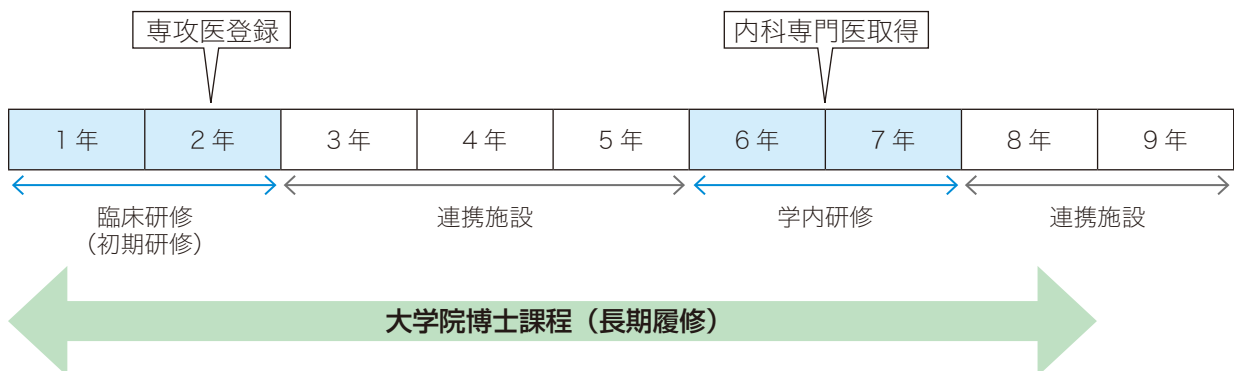 専攻医登録
内科専門医取得
1年 2年 3年 4年 5年 6年 7年 8年 9年
臨床研修
(初期研修)
連携施設
学内研修
連携施設
大学院博士課程（長期履修）